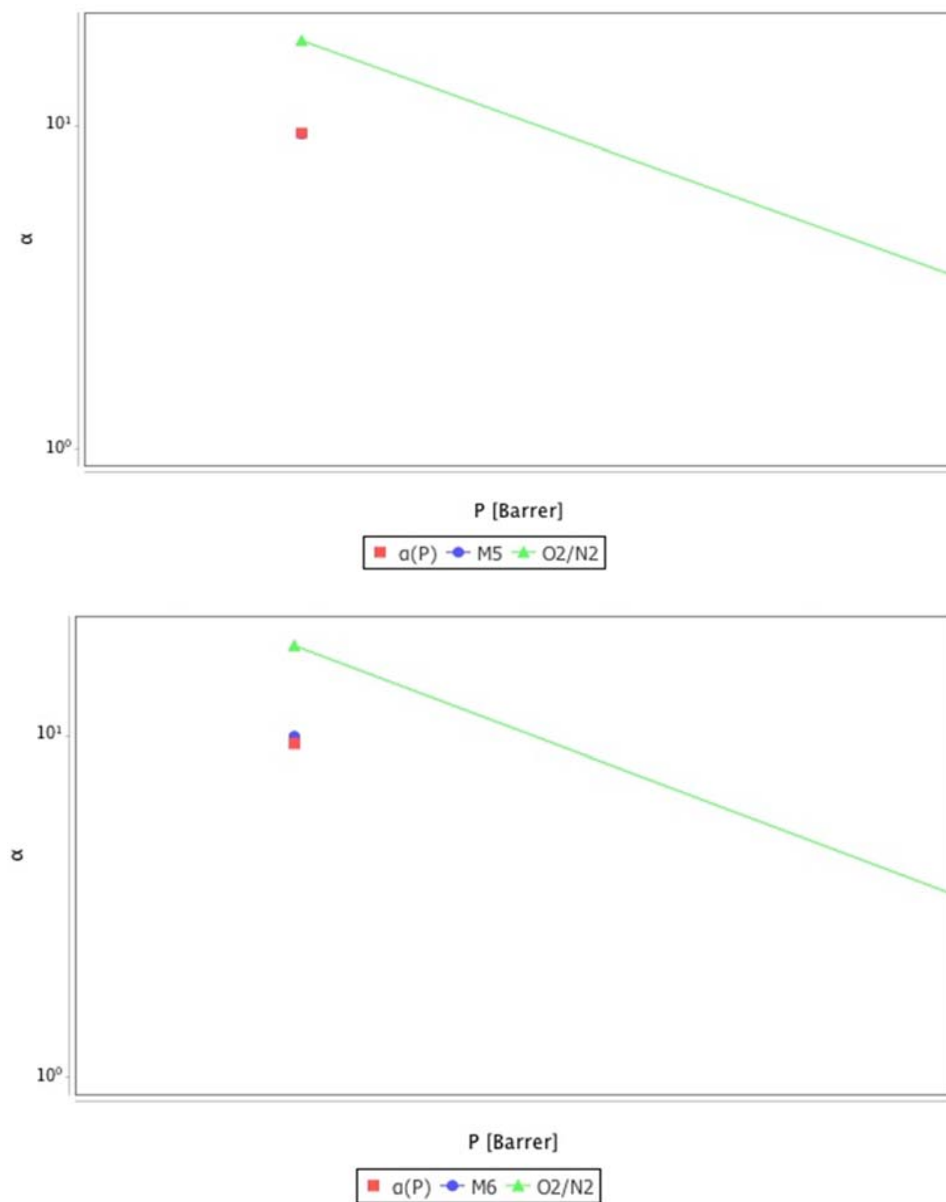 10¹
α
10⁰
P [Barrer]
α(P) M5 O2/N2
10¹
α
10⁰
P [Barrer]
α(P) M6 O2/N2